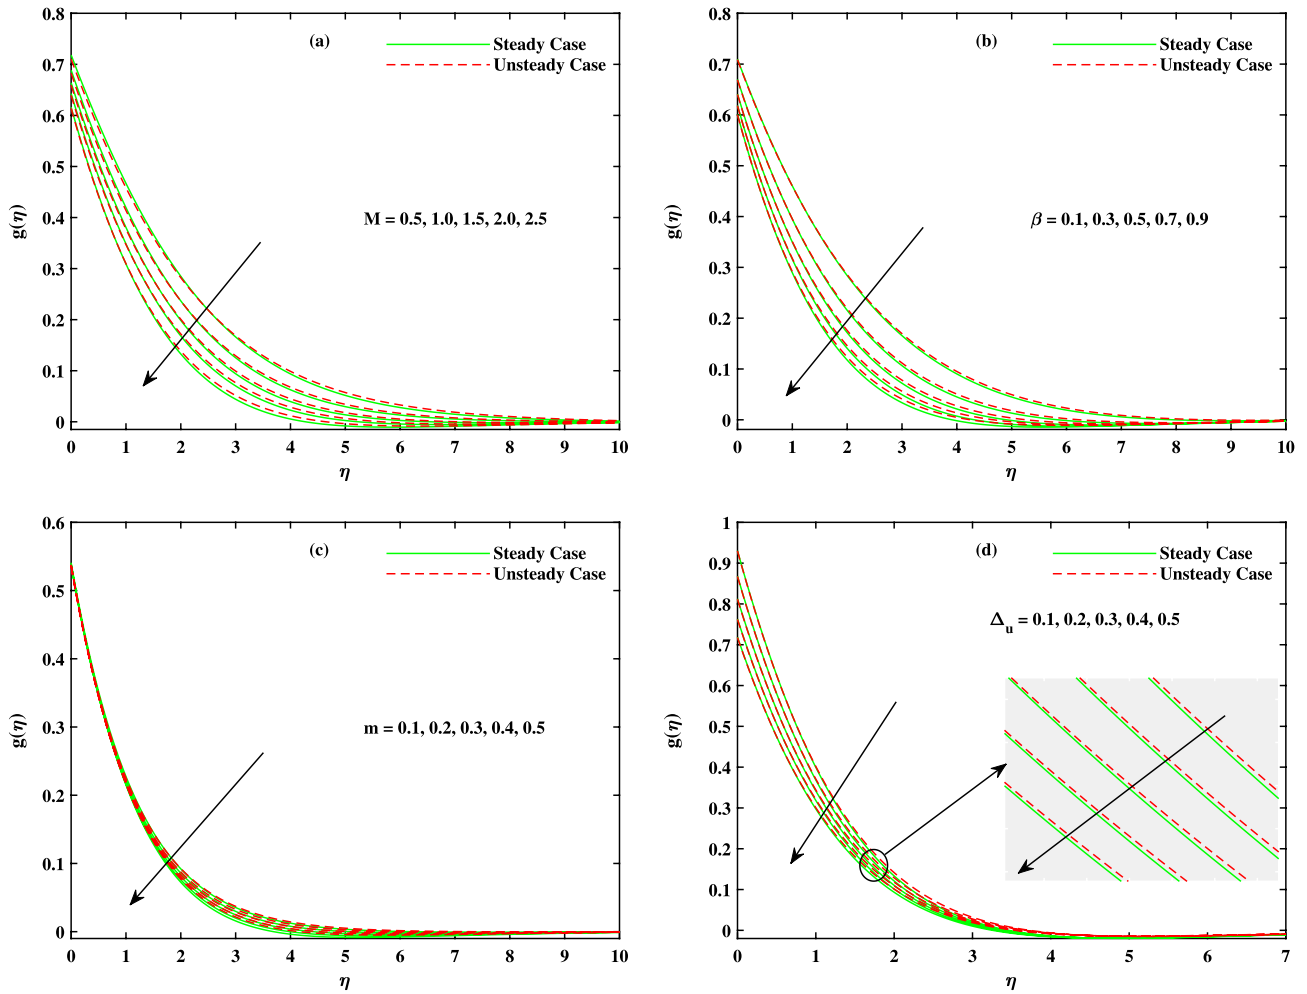 (a)
Steady Case
Unsteady Case
M = 0.5, 1.0, 1.5, 2.0, 2.5
g(η)
0.8
0.7
0.6
0.5
0.4
0.3
0.2
0.1
0
0 1 2 3 4 5 6 7 8 9 10
η
(b)
Steady Case
Unsteady Case
β = 0.1, 0.3, 0.5, 0.7, 0.9
g(η)
0.8
0.7
0.6
0.5
0.4
0.3
0.2
0.1
0
0 1 2 3 4 5 6 7 8 9 10
η
(c)
Steady Case
Unsteady Case
m = 0.1, 0.2, 0.3, 0.4, 0.5
g(η)
0.6
0.5
0.4
0.3
0.2
0.1
0
0 1 2 3 4 5 6 7 8 9 10
η
(d)
Steady Case
Unsteady Case
Δu = 0.1, 0.2, 0.3, 0.4, 0.5
g(η)
1
0.9
0.8
0.7
0.6
0.5
0.4
0.3
0.2
0.1
0
0 1 2 3 4 5 6 7
η